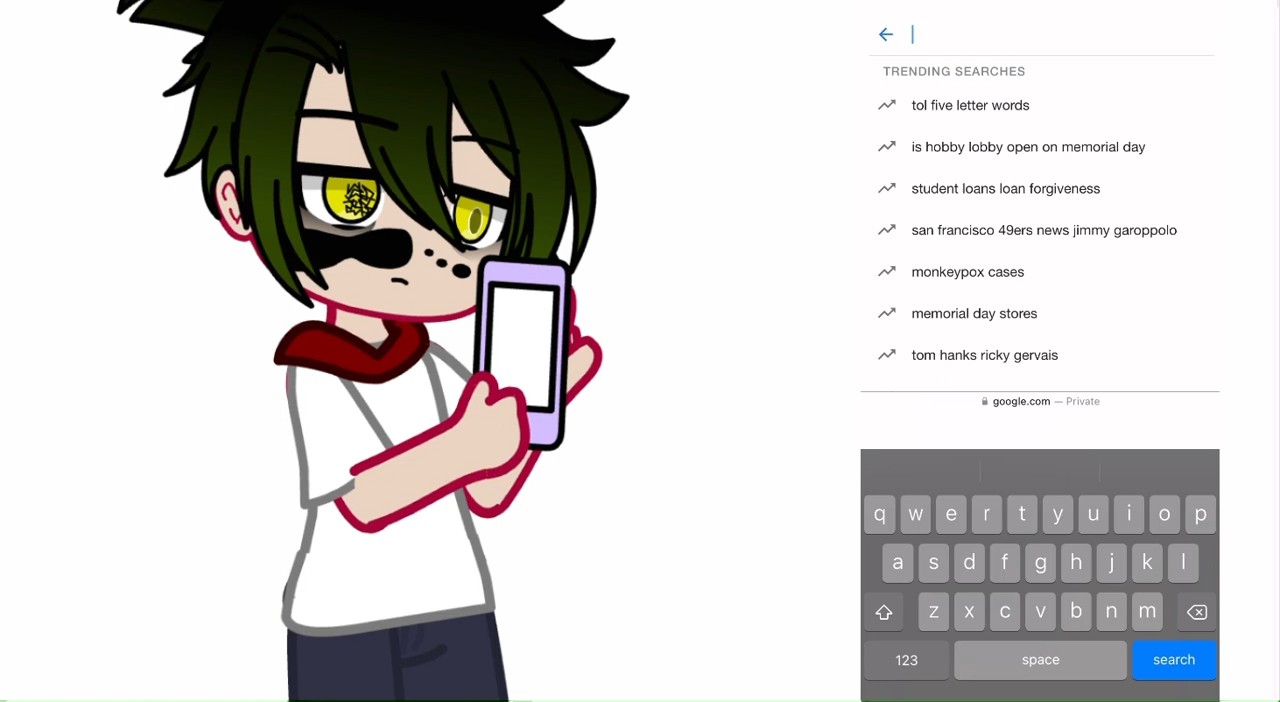 TRENDING SEARCHES
tol five letter words
is hobby lobby open on memorial day
student loans loan forgiveness
san francisco 49ers news jimmy garoppolo
monkeypox cases
memorial day stores
tom hanks ricky gervais
google.com — Private
q w e r t y u i o p
a s d f g h j k l
z x c v b n m
123 space search